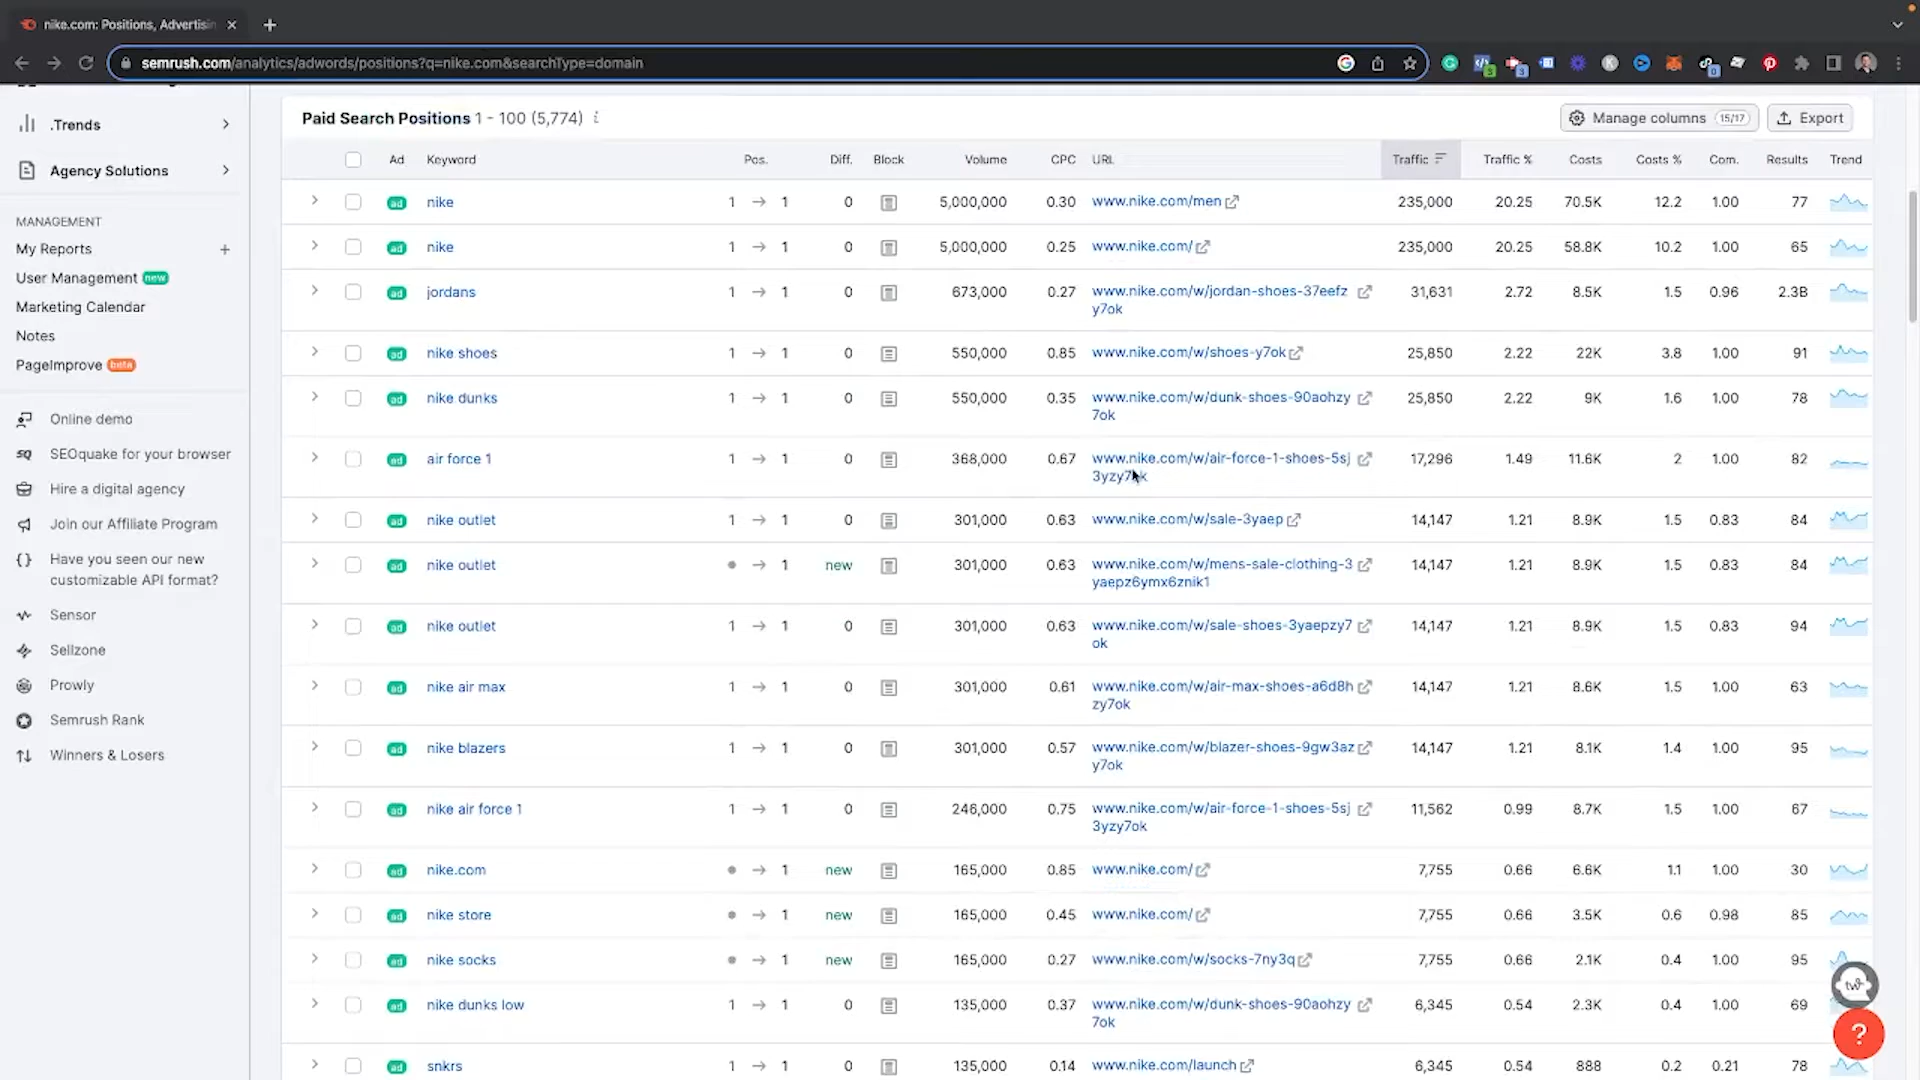 nike.com: Positions, Advertisin
semrush.com/analytics/adwords/positions?q=nike.com&searchType=domain
.Trends
Agency Solutions
MANAGEMENT
My Reports
User Management new
Marketing Calendar
Notes
PageImprove beta
Online demo
SEOquake for your browser
Hire a digital agency
Join our Affiliate Program
Have you seen our new
customizable API format?
Sensor
Sellzone
Prowly
Semrush Rank
Winners & Losers
Paid Search Positions 1 - 100 (5,774) i
Manage columns 15/17 Export
Ad Keyword Pos. Diff. Block Volume CPC URL Traffic Traffic % Costs Costs % Com. Results Trend
ad nike 1 → 1 0 5,000,000 0.30 www.nike.com/men 235,000 20.25 70.5K 12.2 1.00 77
ad nike 1 → 1 0 5,000,000 0.25 www.nike.com/ 235,000 20.25 58.8K 10.2 1.00 65
ad jordans 1 → 1 0 673,000 0.27 www.nike.com/w/jordan-shoes-37eefz 31,631 2.72 8.5K 1.5 0.96 2.3B
y7ok
ad nike shoes 1 → 1 0 550,000 0.85 www.nike.com/w/shoes-y7ok 25,850 2.22 22K 3.8 1.00 91
ad nike dunks 1 → 1 0 550,000 0.35 www.nike.com/w/dunk-shoes-90aohzy 25,850 2.22 9K 1.6 1.00 78
7ok
ad air force 1 1 → 1 0 368,000 0.67 www.nike.com/w/air-force-1-shoes-5sj 17,296 1.49 11.6K 2 1.00 82
3yzy7ok
ad nike outlet 1 → 1 0 301,000 0.63 www.nike.com/w/sale-3yaep 14,147 1.21 8.9K 1.5 0.83 84
ad nike outlet → 1 new 301,000 0.63 www.nike.com/w/mens-sale-clothing-3 14,147 1.21 8.9K 1.5 0.83 84
yaepz6ymx6znik1
ad nike outlet 1 → 1 0 301,000 0.63 www.nike.com/w/sale-shoes-3yaepzy7 14,147 1.21 8.9K 1.5 0.83 94
ok
ad nike air max 1 → 1 0 301,000 0.61 www.nike.com/w/air-max-shoes-a6d8h 14,147 1.21 8.6K 1.5 1.00 63
zy7ok
ad nike blazers 1 → 1 0 301,000 0.57 www.nike.com/w/blazer-shoes-9gw3az 14,147 1.21 8.1K 1.4 1.00 95
y7ok
ad nike air force 1 1 → 1 0 246,000 0.75 www.nike.com/w/air-force-1-shoes-5sj 11,562 0.99 8.7K 1.5 1.00 67
3yzy7ok
ad nike.com → 1 new 165,000 0.85 www.nike.com/ 7,755 0.66 6.6K 1.1 1.00 30
ad nike store → 1 new 165,000 0.45 www.nike.com/ 7,755 0.66 3.5K 0.6 0.98 85
ad nike socks → 1 new 165,000 0.27 www.nike.com/w/socks-7ny3q 7,755 0.66 2.1K 0.4 1.00 95
ad nike dunks low 1 → 1 0 135,000 0.37 www.nike.com/w/dunk-shoes-90aohzy 6,345 0.54 2.3K 0.4 1.00 69
7ok
ad snkrs 1 → 1 0 135,000 0.14 www.nike.com/launch 6,345 0.54 888 0.2 0.21 78
?